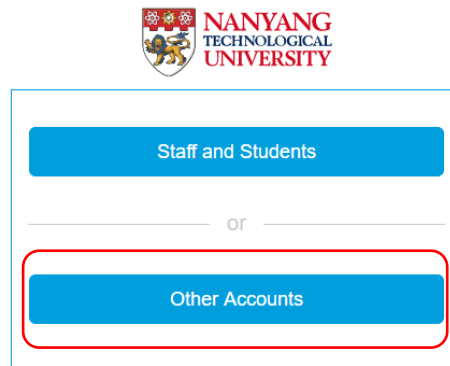 NANYANG
TECHNOLOGICAL
UNIVERSITY
Staff and Students
or
Other Accounts